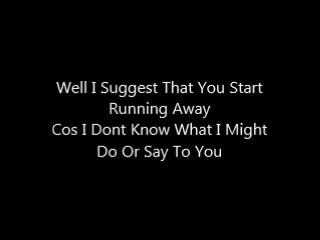 Well I Suggest That You Start
Running Away
Cos I Dont Know What I Might
Do Or Say To You